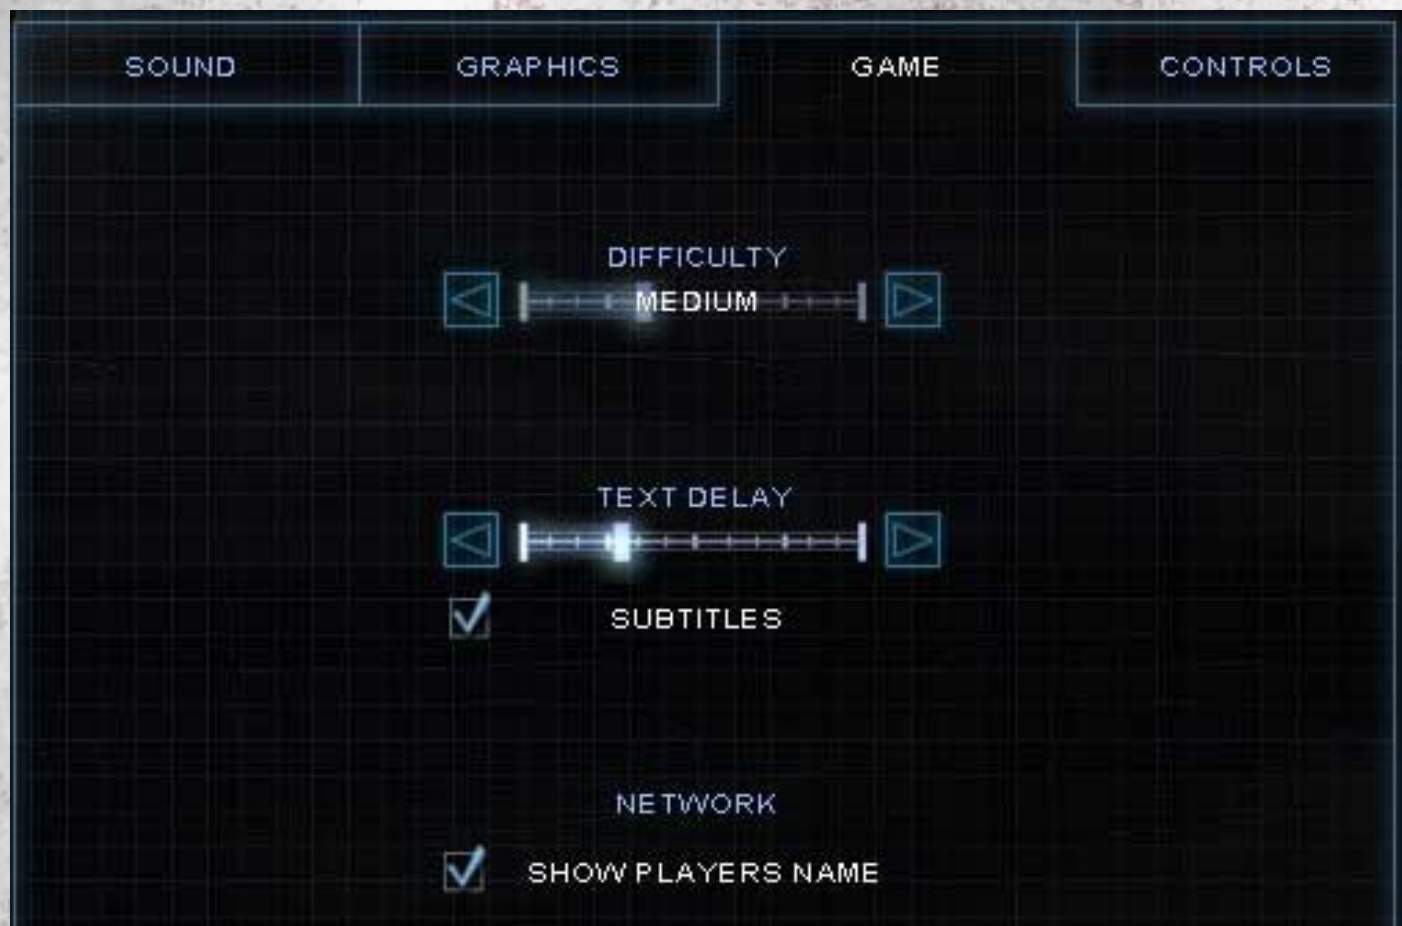 SOUND GRAPHICS GAME CONTROLS
DIFFICULTY
MEDIUM
TEXT DELAY
SUBTITLES
NETWORK
SHOW PLAYERS NAME